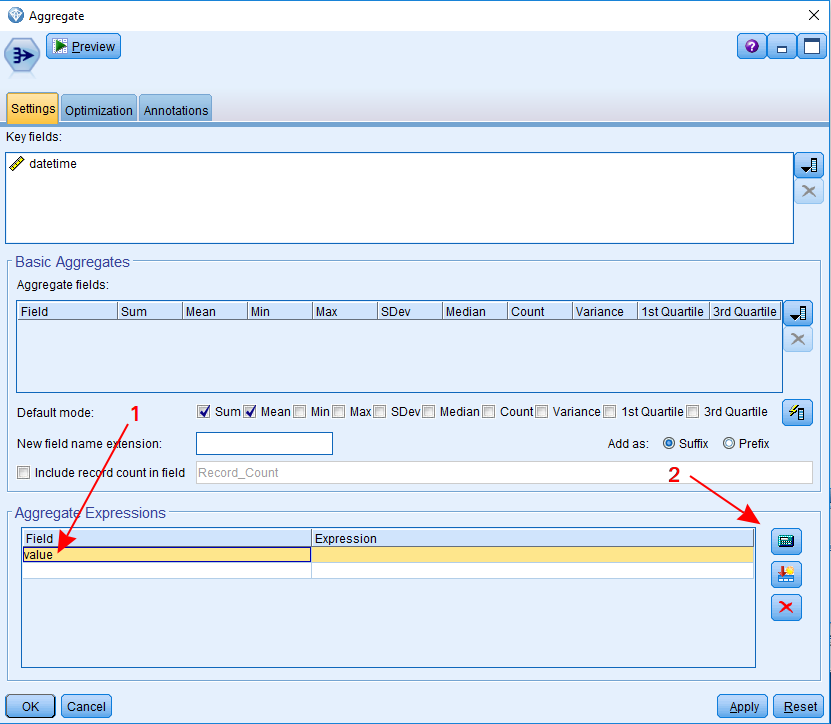 Aggregate
Preview
Settings Optimization Annotations
Key fields:
datetime
Basic Aggregates
Aggregate fields:
Field Sum Mean Min Max SDev Median Count Variance 1st Quartile 3rd Quartile
Default mode: Sum Mean Min Max SDev Median Count Variance 1st Quartile 3rd Quartile
1
New field name extension: Add as: Suffix Prefix
Include record count in field Record_Count
2
Aggregate Expressions
Field Expression
value
OK Cancel Apply Reset